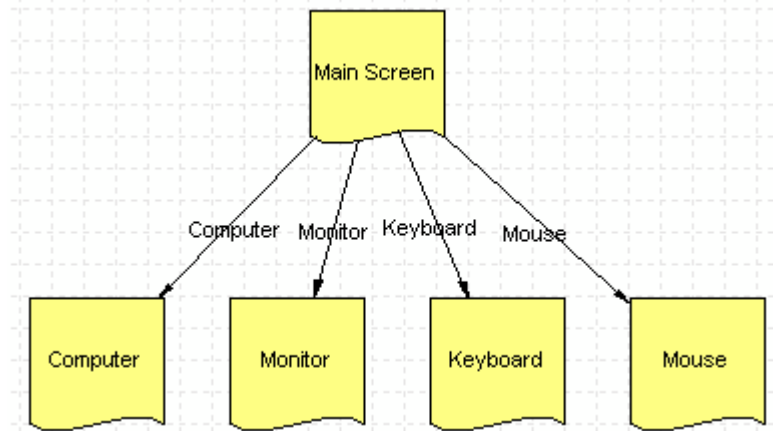 Main Screen
Computer
Monitor
Keyboard
Mouse
Computer
Monitor
Keyboard
Mouse